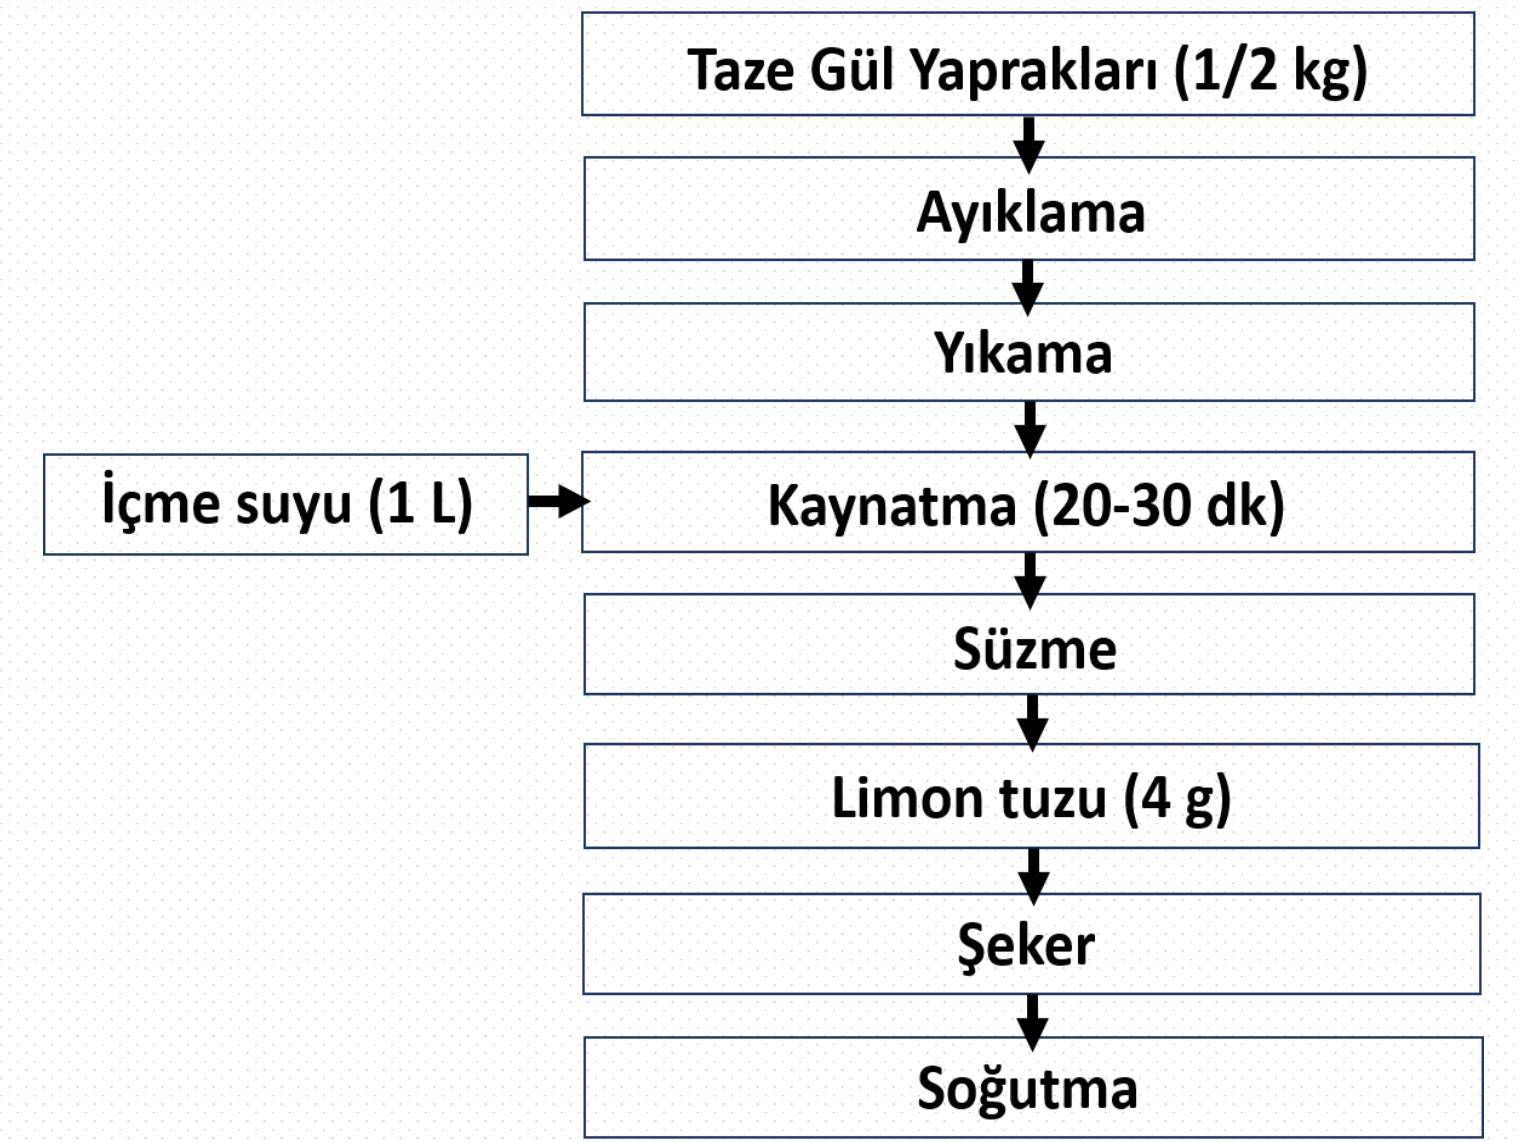 Taze Gül Yaprakları (1/2 kg)
Ayıklama
Yıkama
İçme suyu (1 L)
Kaynatma (20-30 dk)
Süzme
Limon tuzu (4 g)
Şeker
Soğutma